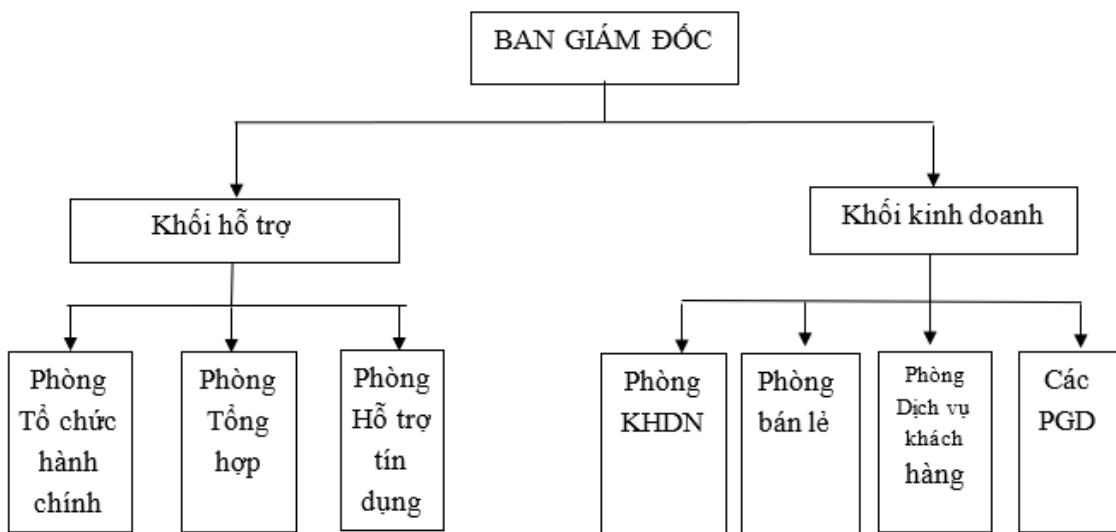 BAN GIÁM ĐỐC
Khối hỗ trợ
Khối kinh doanh
Phòng
Tổ chức
hành
chính
Phòng
Tổng
hợp
Phòng
Hỗ trợ
tín
dụng
Phòng
KHDN
Phòng
bán lẻ
Phòng
Dịch vụ
khách
hàng
Các
PGD